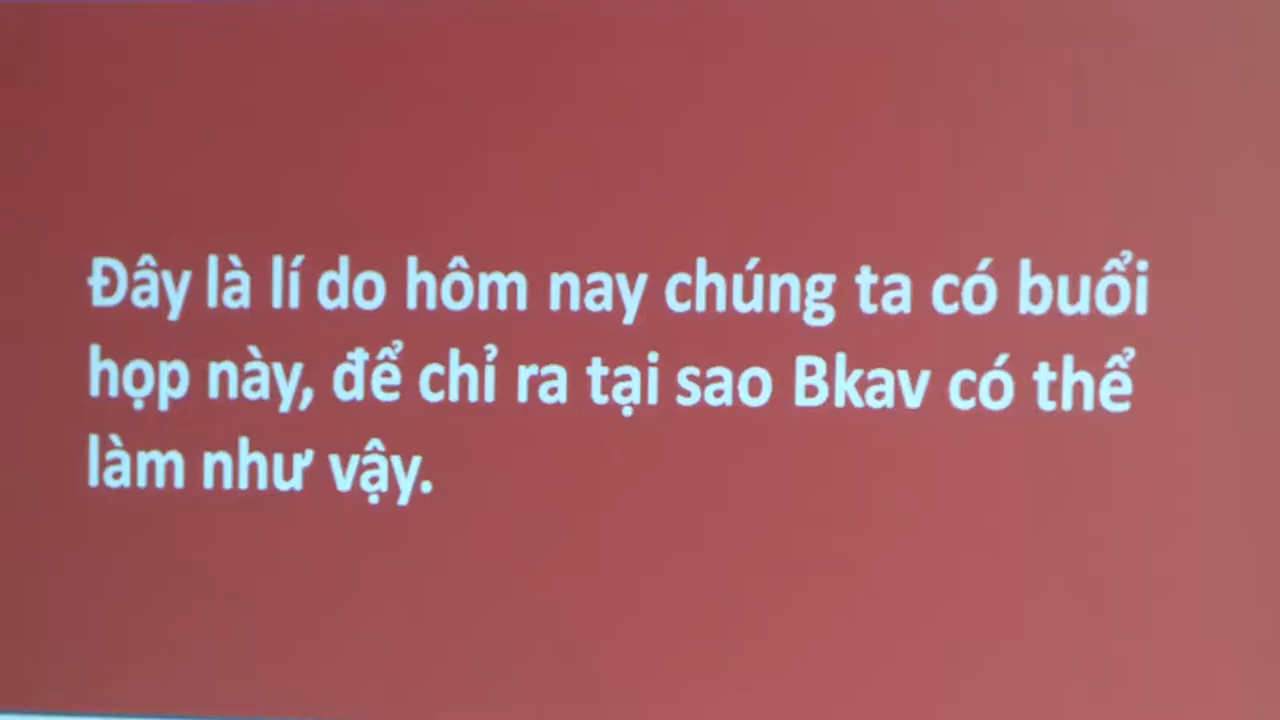 Đây là lí do hôm nay chúng ta có buổi
họp này, để chỉ ra tại sao Bkav có thể
làm như vậy.